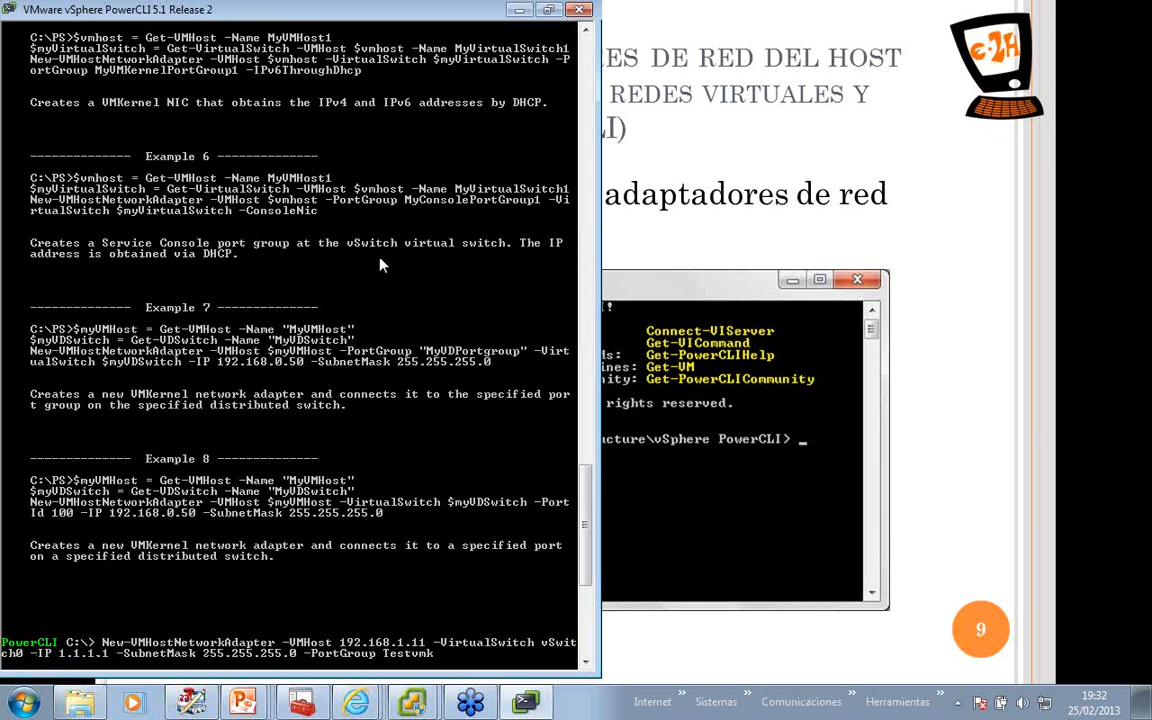 VMware vSphere PowerCLI 5.1 Release 2
C:\PS>$vmhost = Get-VMHost -Name MyVMHost1
$myVirtualSwitch = Get-VirtualSwitch -VMHost $vmhost -Name MyVirtualSwitch1
New-VMHostNetworkAdapter -VMHost $vmhost -VirtualSwitch $myVirtualSwitch -P
ortGroup MyVMKernelPortGroup1 -IPv6ThroughDhcp
Creates a VMKernel NIC that obtains the IPv4 and IPv6 addresses by DHCP.
-------------- Example 6 --------------
C:\PS>$vmhost = Get-VMHost -Name MyVMHost1
$myVirtualSwitch = Get-VirtualSwitch -VMHost $vmhost -Name MyVirtualSwitch1
New-VMHostNetworkAdapter -VMHost $vmhost -PortGroup MyConsolePortGroup1 -Vi
rtualSwitch $myVirtualSwitch -ConsoleNic
Creates a Service Console port group at the vSwitch virtual switch. The IP
address is obtained via DHCP.
-------------- Example 7 --------------
C:\PS>$myVMHost = Get-VMHost -Name "MyVMHost"
$myVDSwitch = Get-VDSwitch -Name "MyVDSwitch"
New-VMHostNetworkAdapter -VMHost $myVMHost -PortGroup "MyVDPortgroup" -Virt
ualSwitch $myVDSwitch -IP 192.168.0.50 -SubnetMask 255.255.255.0
Creates a new VMKernel network adapter and connects it to the specified por
t group on the specified distributed switch.
-------------- Example 8 --------------
C:\PS>$myVMHost = Get-VMHost -Name "MyVMHost"
$myVDSwitch = Get-VDSwitch -Name "MyVDSwitch"
New-VMHostNetworkAdapter -VMHost $myVMHost -VirtualSwitch $myVDSwitch -Port
Id 100 -IP 192.168.0.50 -SubnetMask 255.255.255.0
Creates a new VMKernel network adapter and connects it to a specified port
on a specified distributed switch.
PowerCLI C:\> New-VMHostNetworkAdapter -VMHost 192.168.1.11 -VirtualSwitch vSwit
ch0 -IP 1.1.1.1 -SubnetMask 255.255.255.0 -PortGroup Testvmk
ES DE RED DEL HOST
REDES VIRTUALES Y
LI)
e-2H
adaptadores de red
!
Connect-VIServer
Get-VICommand
ds: Get-PowerCLIHelp
ines: Get-VM
nity: Get-PowerCLICommunity
rights reserved.
ucture\vSphere PowerCLI> _
9
Internet » Sistemas » Comunicaciones » Herramientas »
19:32
25/02/2013